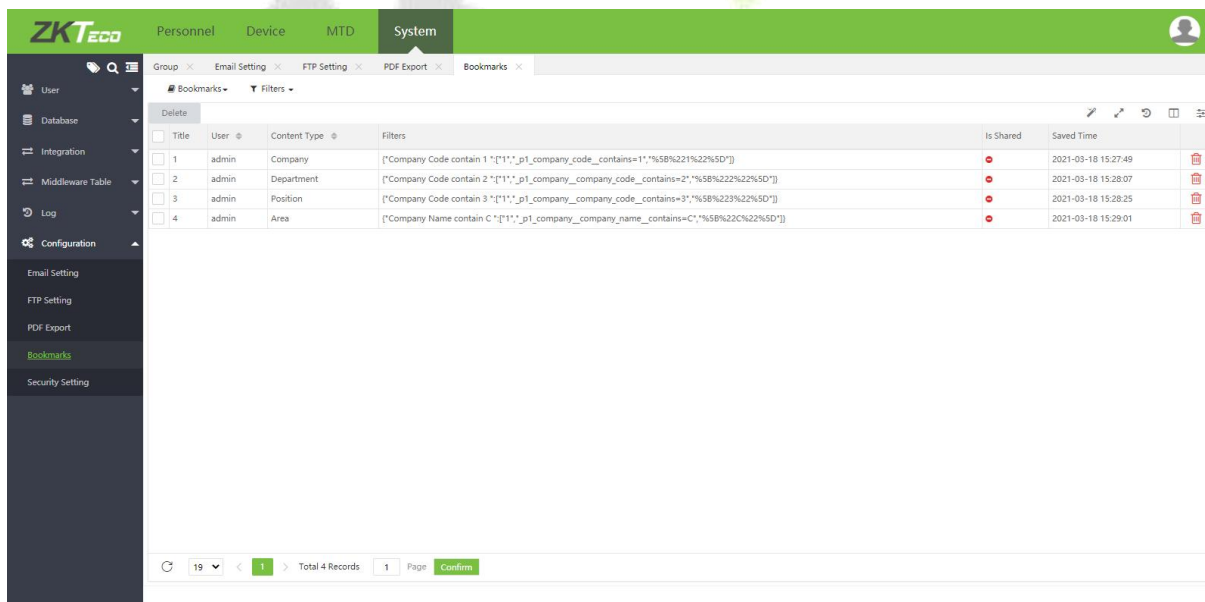 ZKTECO
Personnel Device MTD System
Group Email Setting FTP Setting PDF Export Bookmarks
User
Database
Integration
Middleware Table
Log
Configuration
Email Setting
FTP Setting
PDF Export
Bookmarks
Security Setting
Bookmarks Filters
Delete
Title User Content Type Filters Is Shared Saved Time
1 admin Company {"Company Code contain 1 ":["1","_p1_company_code__contains=1","%5B%221%22%5D"]} 2021-03-18 15:27:49
2 admin Department {"Company Code contain 2 ":["1","_p1_company__company_code__contains=2","%5B%222%22%5D"]} 2021-03-18 15:28:07
3 admin Position {"Company Code contain 3 ":["1","_p1_company__company_code__contains=3","%5B%223%22%5D"]} 2021-03-18 15:28:25
4 admin Area {"Company Name contain C ":["1","_p1_company__company_name__contains=C","%5B%22C%22%5D"]} 2021-03-18 15:29:01
19 < 1 > Total 4 Records 1 Page Confirm